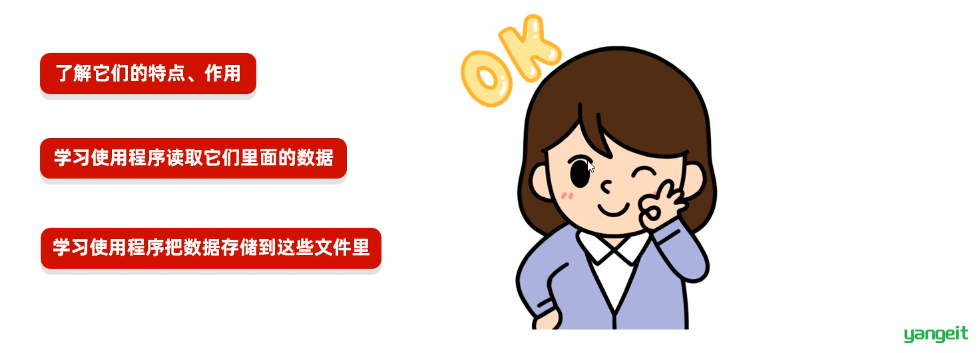 OK
了解它们的特点、作用
学习使用程序读取它们里面的数据
学习使用程序把数据存储到这些文件里
yangeit